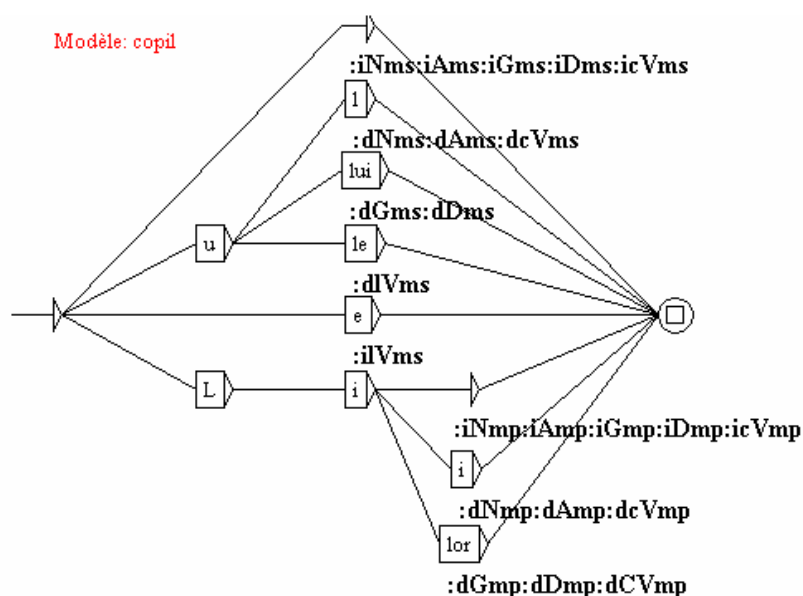 Modèle: copil
:iNms:iAms:iGms:iDms:icVms
l
:dNms:dAms:dcVms
lui
:dGms:dDms
u
le
:dlVms
e
:ilVms
L
i
:iNmp:iAmp:iGmp:iDmp:icVmp
i
:dNmp:dAmp:dcVmp
lor
:dGmp:dDmp:dCVmp